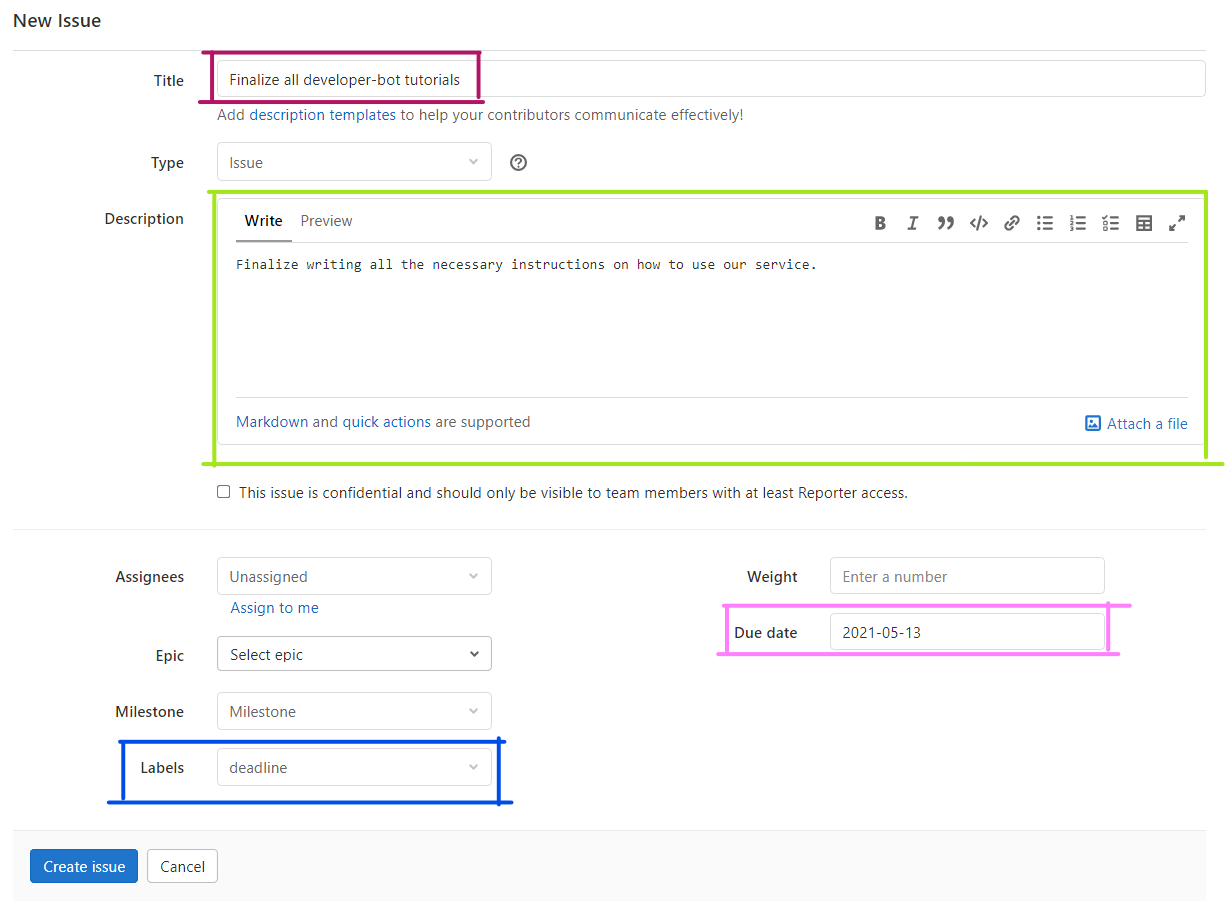 New Issue
Title Finalize all developer-bot tutorials
Add description templates to help your contributors communicate effectively!
Type Issue
Description Write Preview
Finalize writing all the necessary instructions on how to use our service.
Markdown and quick actions are supported Attach a file
This issue is confidential and should only be visible to team members with at least Reporter access.
Assignees Unassigned Weight Enter a number
Assign to me
Due date 2021-05-13
Epic Select epic
Milestone Milestone
Labels deadline
Create issue Cancel